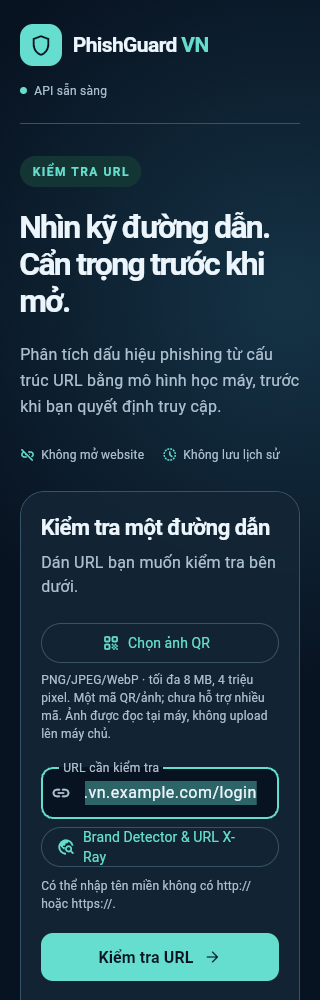 PhishGuard VN
API sẵn sàng
KIỂM TRA URL
Nhìn kỹ đường dẫn.
Cẩn trọng trước khi
mở.
Phân tích dấu hiệu phishing từ cấu
trúc URL bằng mô hình học máy, trước
khi bạn quyết định truy cập.
Không mở website
Không lưu lịch sử
Kiểm tra một đường dẫn
Dán URL bạn muốn kiểm tra bên
dưới.
Chọn ảnh QR
PNG/JPEG/WebP · tối đa 8 MB, 4 triệu
pixel. Một mã QR/ảnh; chưa hỗ trợ nhiều
mã. Ảnh được đọc tại máy, không upload
lên máy chủ.
URL cần kiểm tra
.vn.example.com/login
Brand Detector & URL X-
Ray
Có thể nhập tên miền không có http://
hoặc https://.
Kiểm tra URL